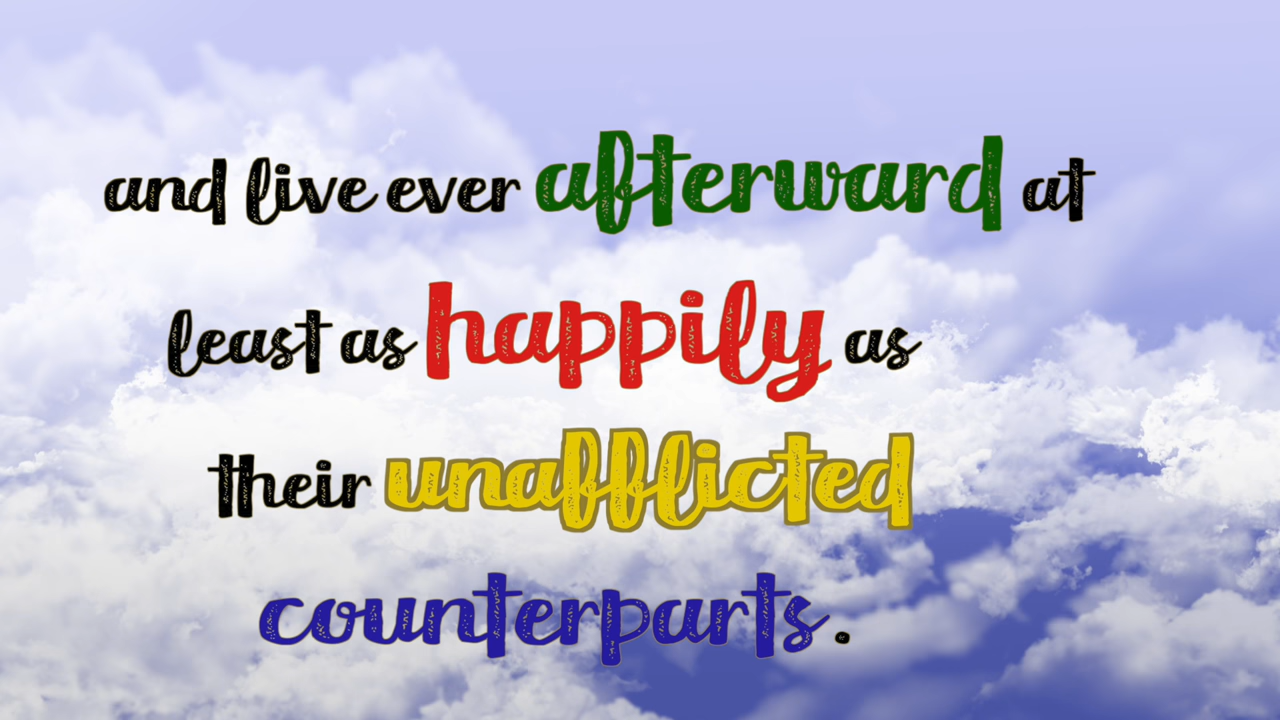 and live ever afterward at
least as happily as
their unafflicted
counterparts.